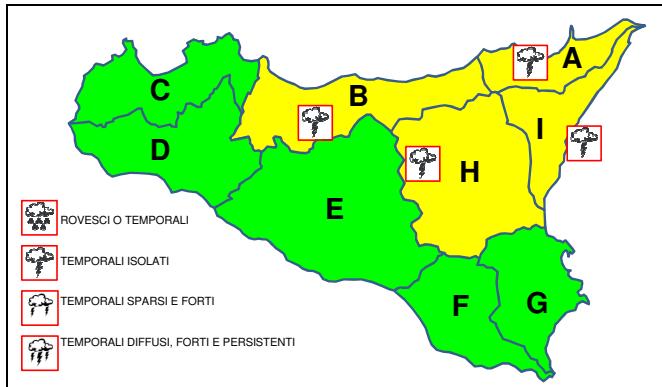 A
B
C
I
D
H
E
ROVESCI O TEMPORALI
TEMPORALI ISOLATI
TEMPORALI SPARSI E FORTI
F
G
TEMPORALI DIFFUSI, FORTI E PERSISTENTI